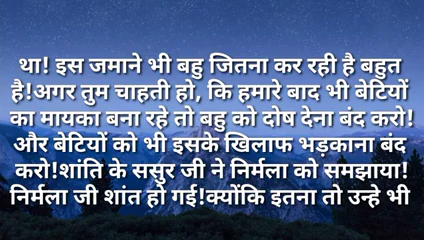 था! इस जमाने भी बहु जितना कर रही है बहुत
है!अगर तुम चाहती हो, कि हमारे बाद भी बेटियों
का मायका बना रहे तो बहु को दोष देना बंद करो!
और बेटियों को भी इसके खिलाफ भड़काना बंद
करो!शांति के ससुर जी ने निर्मला को समझाया!
निर्मला जी शांत हो गई!क्योंकि इतना तो उन्हे भी